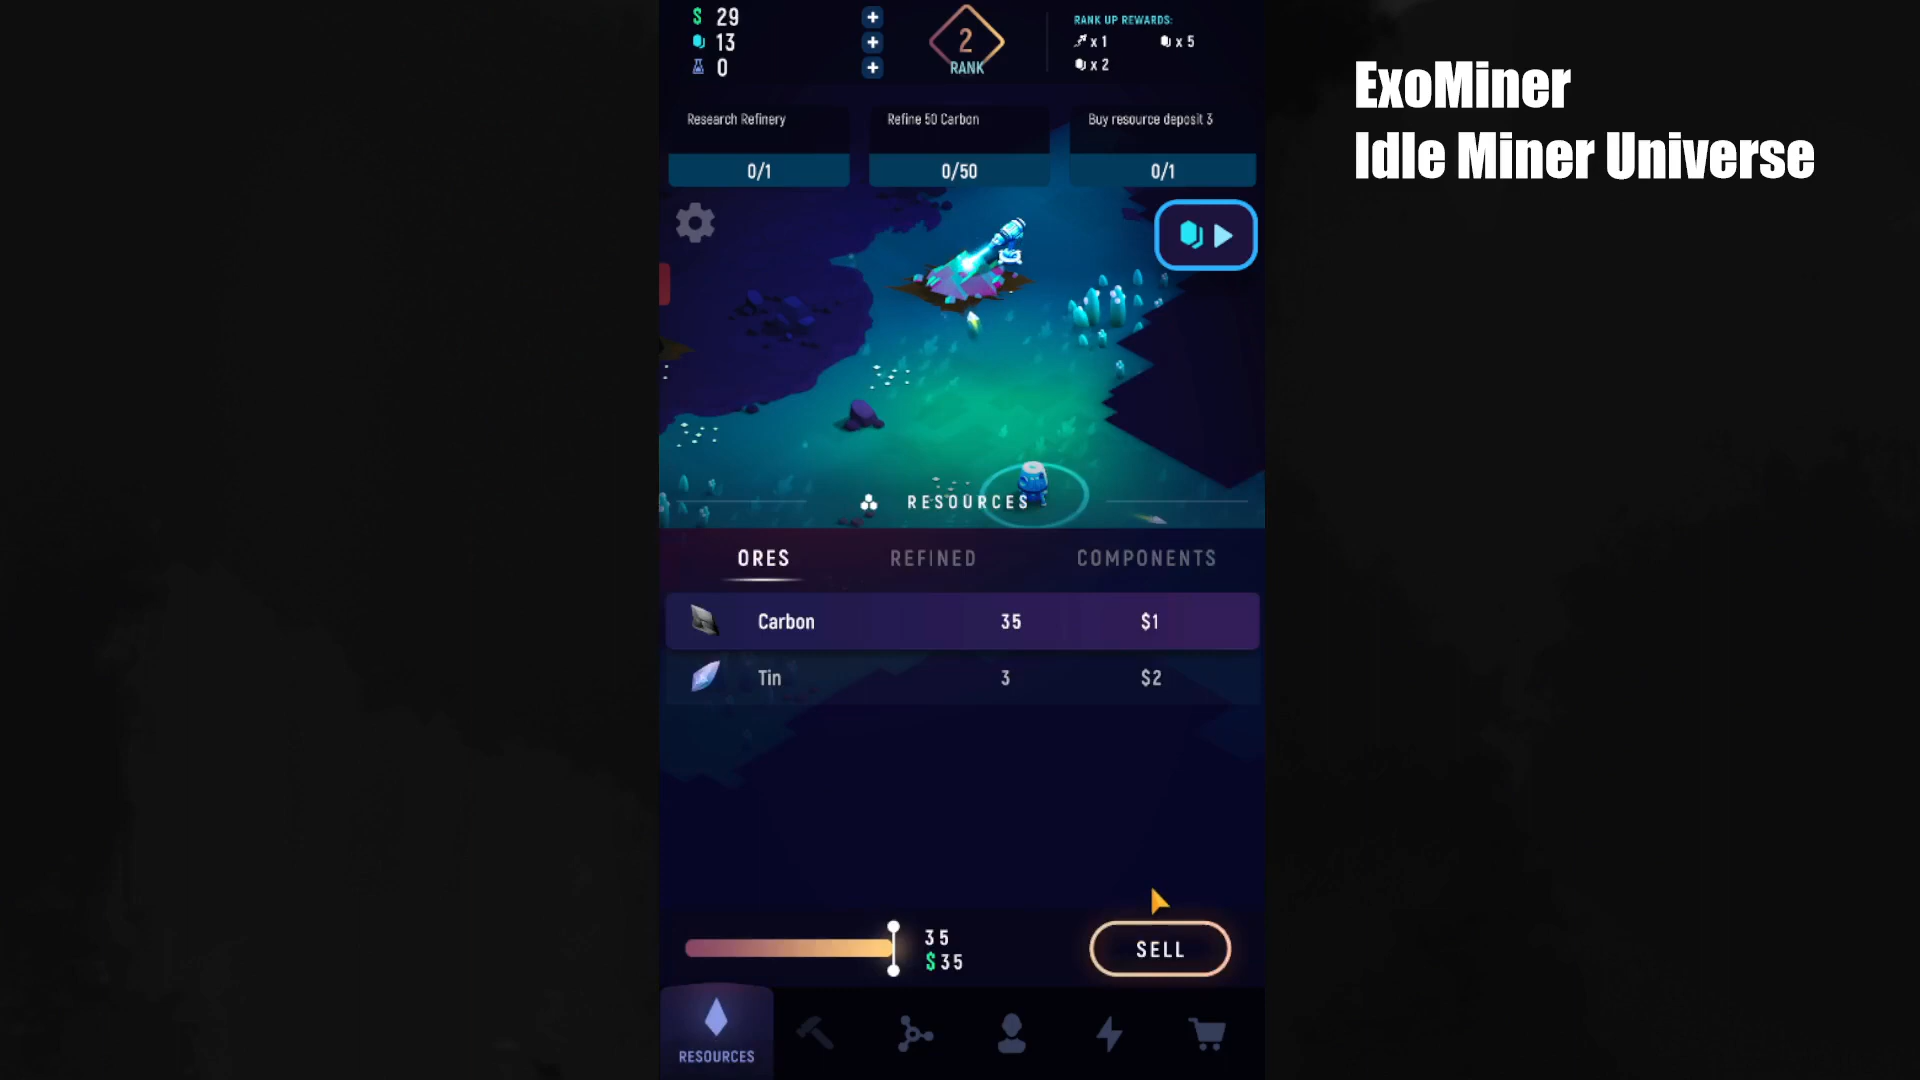 $ 29
13
0
2
RANK
RANK UP REWARDS:
x 1
x 5
x 2
Research Refinery
0/1
Refine 50 Carbon
0/50
Buy resource deposit 3
0/1
ExoMiner
Idle Miner Universe
RESOURCES
ORES
REFINED
COMPONENTS
Carbon 35 $1
Tin 3 $2
35
$35
SELL
RESOURCES